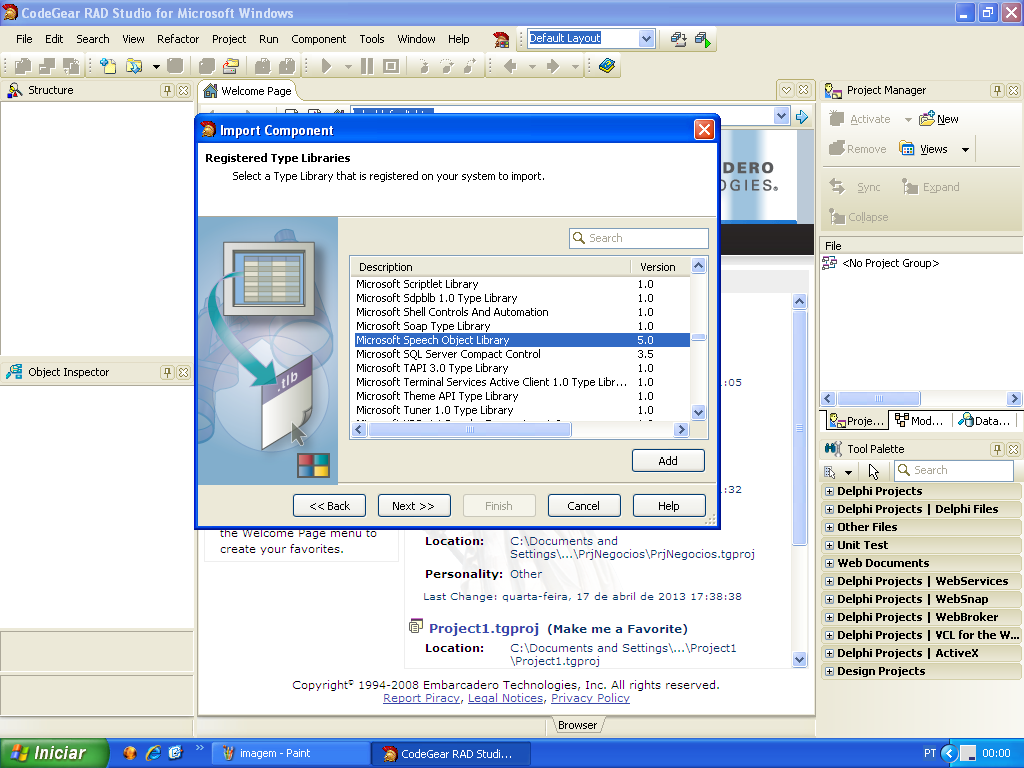 CodeGear RAD Studio for Microsoft Windows
File Edit Search View Refactor Project Run Component Tools Window Help
Default Layout
Structure
Welcome Page
Project Manager
Activate New
Remove Views
Sync Expand
Collapse
File
<No Project Group>
Import Component
Registered Type Libraries
Select a Type Library that is registered on your system to import.
DERO
OGIES.
Search
Description Version
Microsoft Scriptlet Library 1.0
Microsoft Sdpblb 1.0 Type Library 1.0
Microsoft Shell Controls And Automation 1.0
Microsoft Soap Type Library 1.0
Microsoft Speech Object Library 5.0
Microsoft SQL Server Compact Control 3.5
Microsoft TAPI 3.0 Type Library 1.0
Microsoft Terminal Services Active Client 1.0 Type Libr... 1.0
Microsoft Theme API Type Library 1.0
Microsoft Tuner 1.0 Type Library 1.0
.tlb
Add
<< Back Next >> Finish Cancel Help
:05
:32
Object Inspector
Proje... Mod... Data...
Tool Palette
Search
Delphi Projects
Delphi Projects | Delphi Files
Other Files
Unit Test
Web Documents
Delphi Projects | WebServices
Delphi Projects | WebSnap
Delphi Projects | WebBroker
Delphi Projects | VCL for the W...
Delphi Projects | ActiveX
Design Projects
the Welcome Page menu to
create your favorites.
Location: C:\Documents and
Settings\...\PrjNegocios\PrjNegocios.tgproj
Personality: Other
Last Change: quarta-feira, 17 de abril de 2013 17:38:38
Project1.tgproj (Make me a Favorite)
Location: C:\Documents and Settings\...\Project1
\Project1.tgproj
Copyright© 1994-2008 Embarcadero Technologies, Inc. All rights reserved.
Report Piracy, Legal Notices, Privacy Policy
Browser
Iniciar
imagem - Paint
CodeGear RAD Studi...
PT
00:00